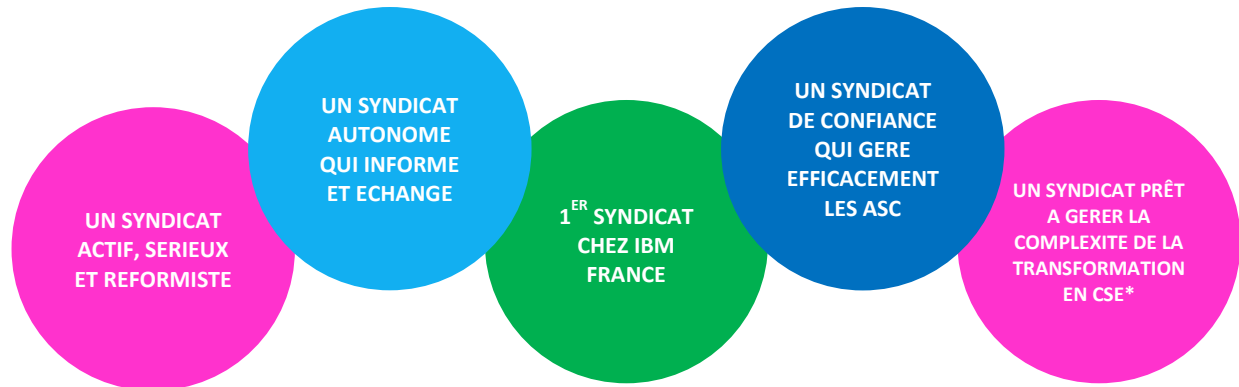 UN SYNDICAT
ACTIF, SERIEUX
ET REFORMISTE
UN SYNDICAT
AUTONOME
QUI INFORME
ET ECHANGE
1ER SYNDICAT
CHEZ IBM
FRANCE
UN SYNDICAT
DE CONFIANCE
QUI GERE
EFFICACEMENT
LES ASC
UN SYNDICAT PRÊT
A GERER LA
COMPLEXITE DE LA
TRANSFORMATION
EN CSE*